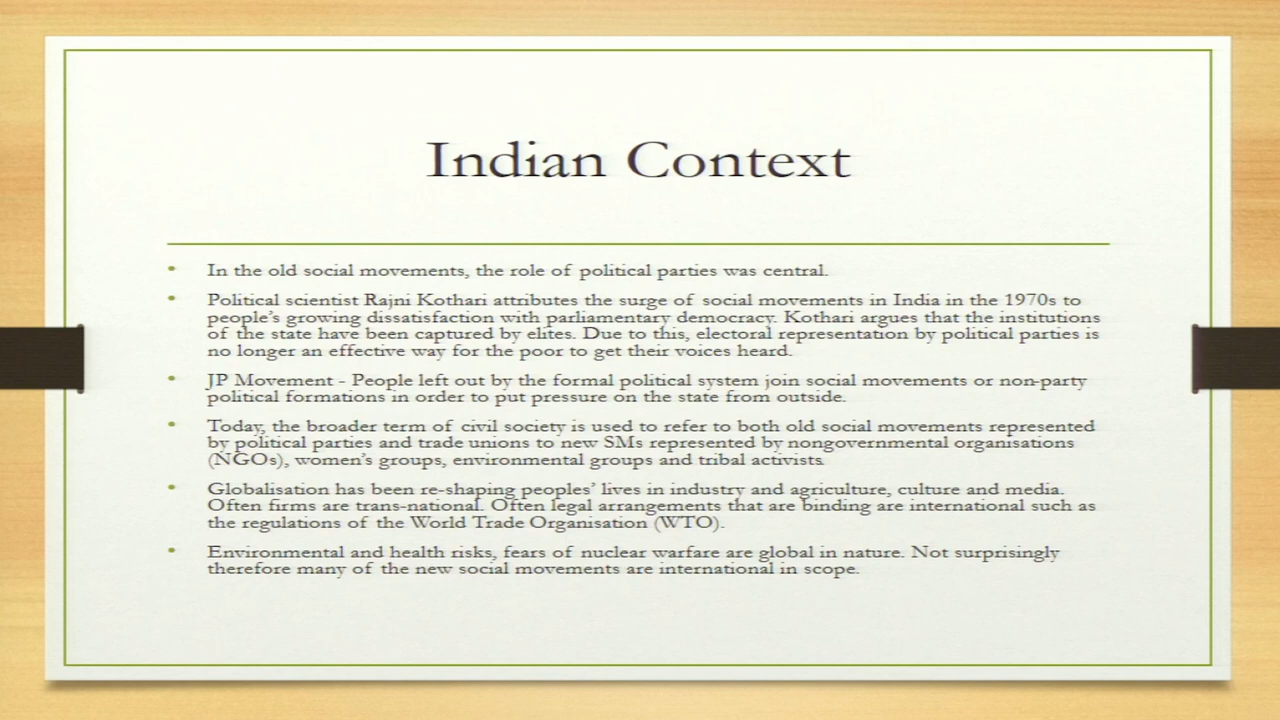 Indian Context
• In the old social movements, the role of political parties was central.
• Political scientist Rajni Kothari attributes the surge of social movements in India in the 1970s to
people's growing dissatisfaction with parliamentary democracy. Kothari argues that the institutions
of the state have been captured by elites. Due to this, electoral representation by political parties is
no longer an effective way for the poor to get their voices heard.
• JP Movement - People left out by the formal political system join social movements or non-party
political formations in order to put pressure on the state from outside.
• Today, the broader term of civil society is used to refer to both old social movements represented
by political parties and trade unions to new SMs represented by nongovernmental organisations
(NGOs), women's groups, environmental groups and tribal activists.
• Globalisation has been re-shaping peoples' lives in industry and agriculture, culture and media.
Often firms are trans-national. Often legal arrangements that are binding are international such as
the regulations of the World Trade Organisation (WTO).
• Environmental and health risks, fears of nuclear warfare are global in nature. Not surprisingly
therefore many of the new social movements are international in scope.